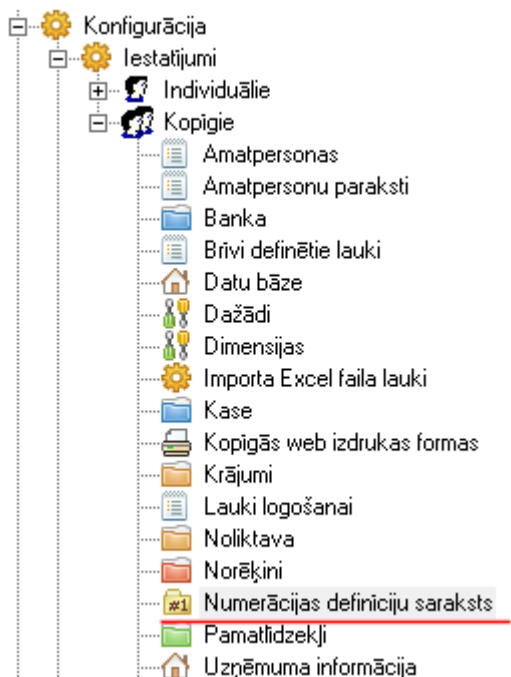 Konfigurācija
Iestatījumi
Individuālie
Kopīgie
Amatpersonas
Amatpersonu paraksti
Banka
Brīvi definētie lauki
Datu bāze
Dažādi
Dimensijas
Importa Excel faila lauki
Kase
Kopīgās web izdrukas formas
Krājumi
Lauki logošanai
Noliktava
Norēķini
#1 Numerācijas definīciju saraksts
Pamatlīdzekļi
Uzņēmuma informācija